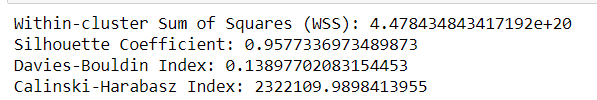 Within-cluster Sum of Squares (WSS): 4.478434843417192e+20
Silhouette Coefficient: 0.9577336973489873
Davies-Bouldin Index: 0.13897702083154453
Calinski-Harabasz Index: 2322109.9898413955